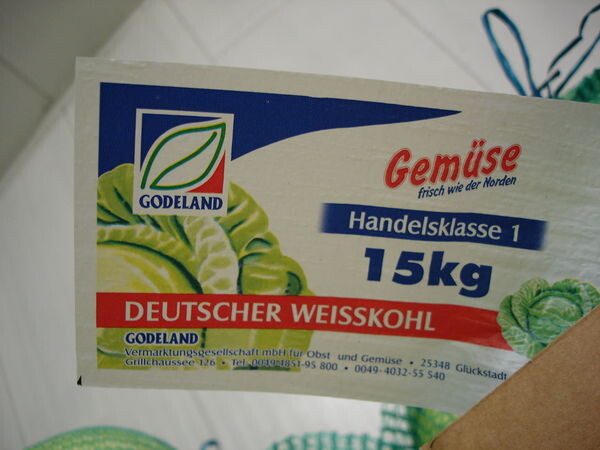 GODELAND
Gemüse
frisch wie der Norden
Handelsklasse 1
15kg
DEUTSCHER WEISSKOHL
GODELAND
Vermarktungsgesellschaft mbH für Obst und Gemüse • 25348 Glückstadt
Grillchaussee 126 • Tel. 0049-4851-95 800 • 0049-4032-55 540